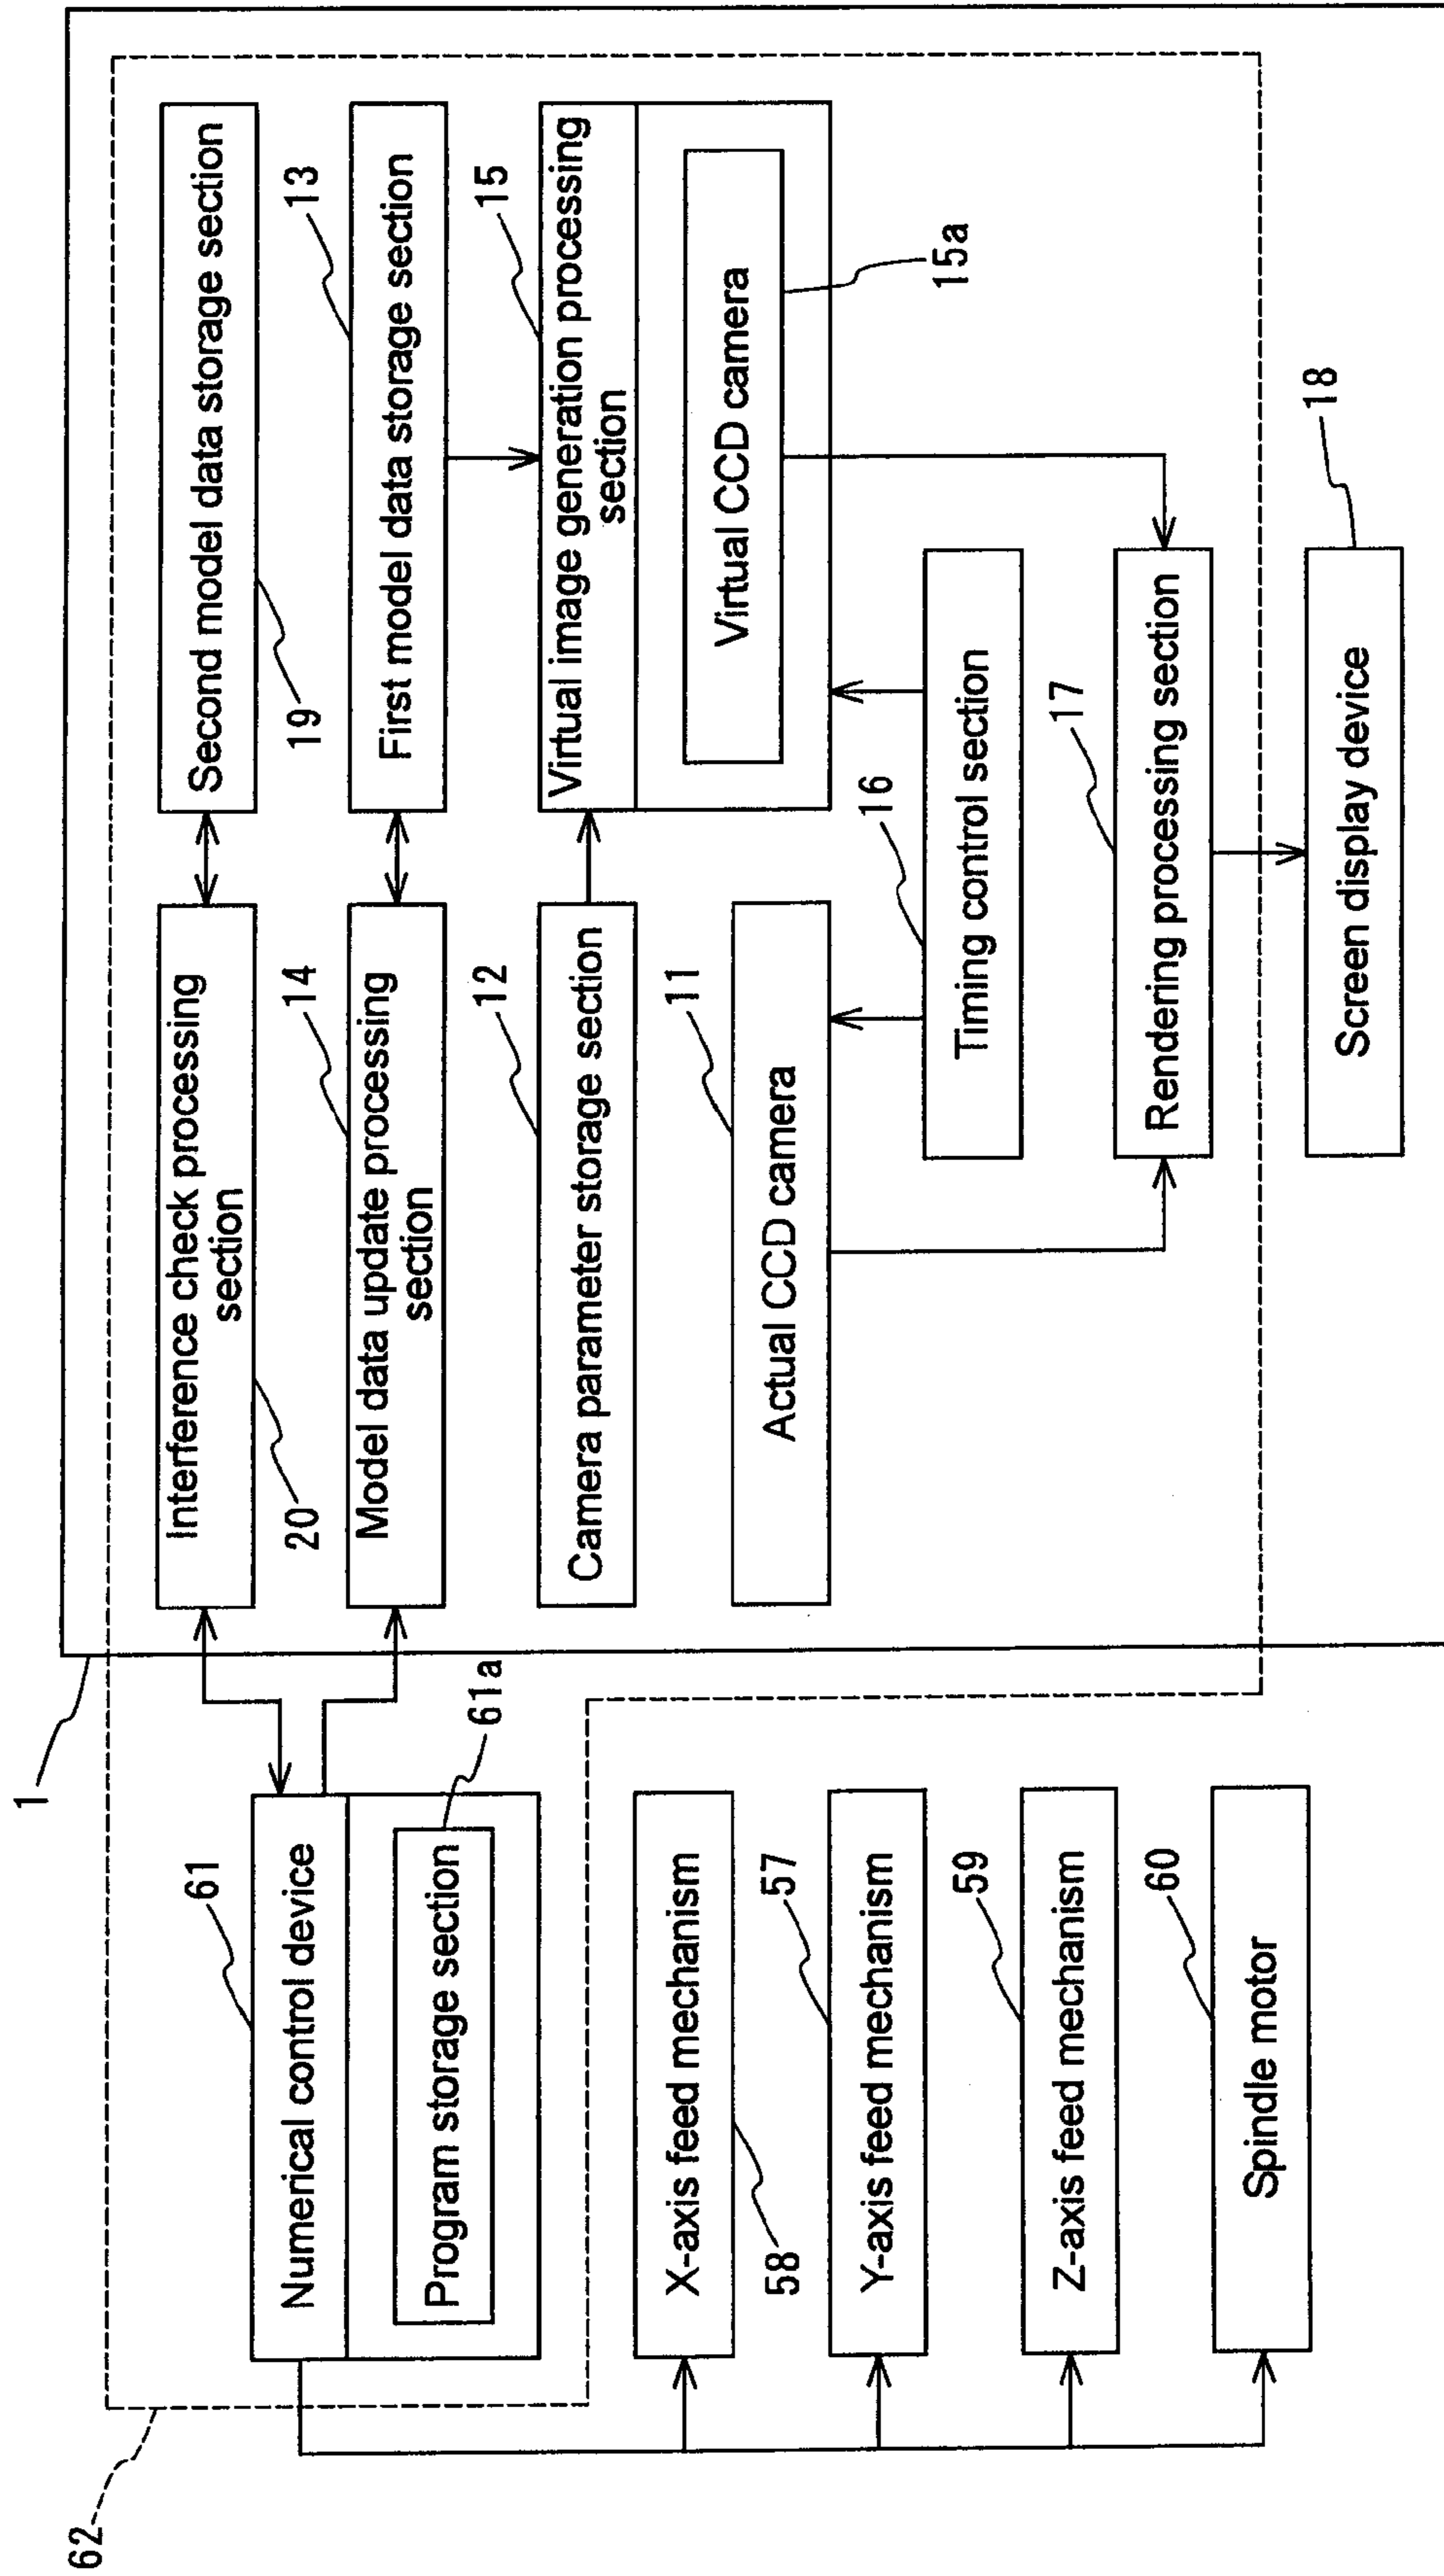 1
62
61
Numerical control device
Program storage section
61a
X-axis feed mechanism
58
57
Y-axis feed mechanism
59
Z-axis feed mechanism
60
Spindle motor
Interference check processing
section
20
Second model data storage section
19
14
Model data update processing
section
13
First model data storage section
12
Camera parameter storage section
15
Virtual image generation processing
section
Virtual CCD camera
15a
11
Actual CCD camera
16
Timing control section
17
Rendering processing section
18
Screen display device